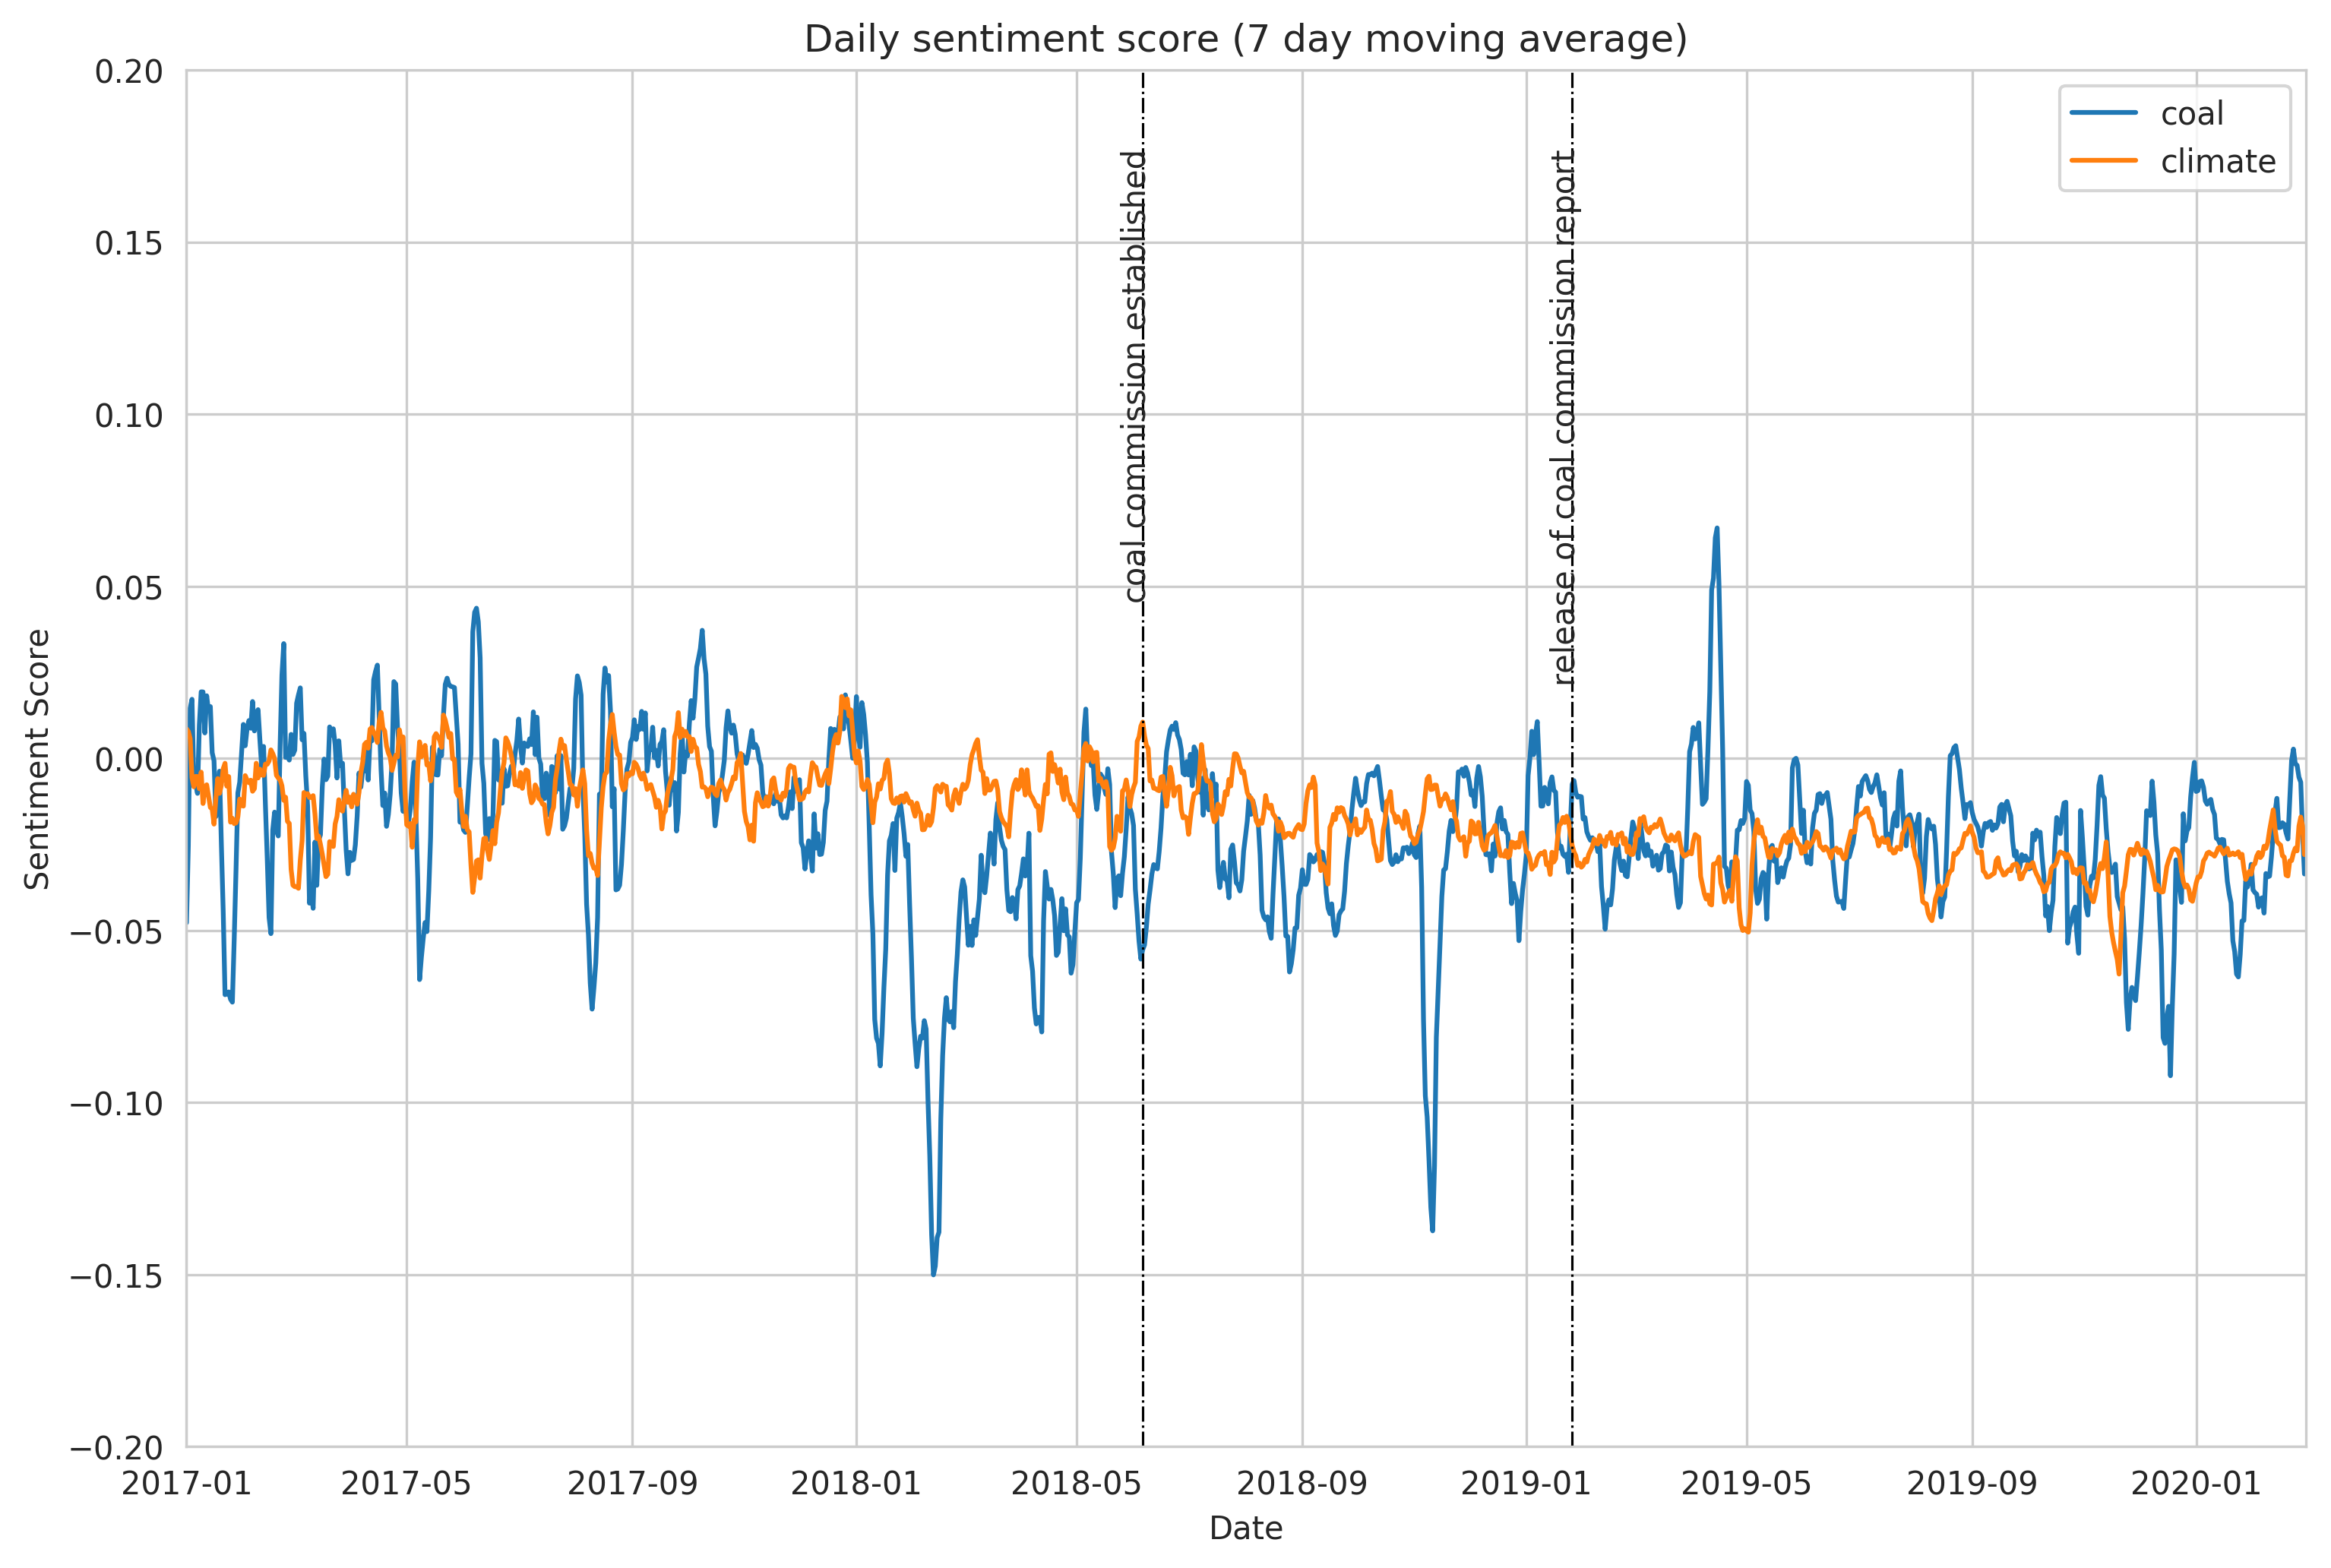 Daily sentiment score (7 day moving average)
0.20
0.15
0.10
0.05
0.00
−0.05
−0.10
−0.15
−0.20
Sentiment Score
coal
climate
coal commission established
release of coal commission report
2017-01
2017-05
2017-09
2018-01
2018-05
2018-09
2019-01
2019-05
2019-09
2020-01
Date